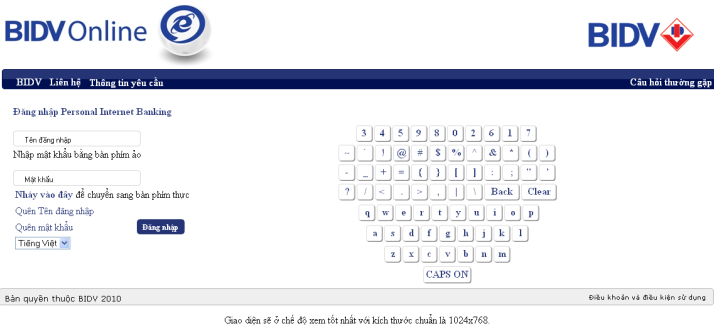 BIDV Online
BIDV
BIDV Liên hệ Thông tin yêu cầu
Câu hỏi thường gặp
Đăng nhập Personal Internet Banking
Tên đăng nhập
Nhập mật khẩu bằng bàn phím ảo
Mật khẩu
Nháy vào đây để chuyển sang bàn phím thực
Quên Tên đăng nhập
Quên mật khẩu
Đăng nhập
Tiếng Việt
3 4 5 9 8 0 2 6 1 7
~ ` ! @ # $ % ^ & * ( )
- _ + = { } [ ] : ; " '
? / < . > , | \ Back Clear
q w e r t y u i o p
a s d f g h j k l
z x c v b n m
CAPS ON
Bản quyền thuộc BIDV 2010
Điều khoản và điều kiện sử dụng
Giao diện sẽ ở chế độ xem tốt nhất với kích thước chuẩn là 1024x768.